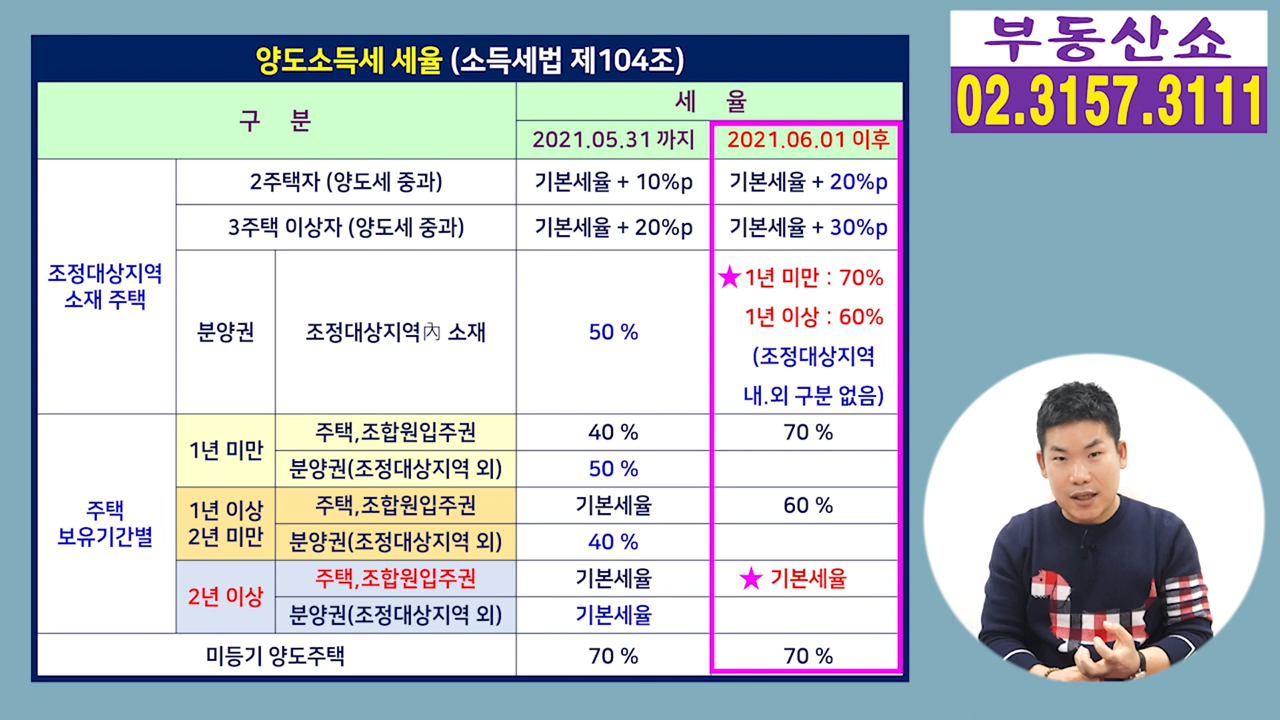 부동산쇼
02.3157.3111
양도소득세 세율 (소득세법 제104조)
구 분
세 율
2021.05.31 까지
2021.06.01 이후
조정대상지역
소재 주택
2주택자 (양도세 중과)
기본세율 + 10%p
기본세율 + 20%p
3주택 이상자 (양도세 중과)
기본세율 + 20%p
기본세율 + 30%p
분양권
조정대상지역內 소재
50 %
★1년 미만 : 70%
1년 이상 : 60%
(조정대상지역
내.외 구분 없음)
주택
보유기간별
1년 미만
주택,조합원입주권
40 %
70 %
분양권(조정대상지역 외)
50 %
1년 이상
2년 미만
주택,조합원입주권
기본세율
60 %
분양권(조정대상지역 외)
40 %
2년 이상
주택,조합원입주권
기본세율
★ 기본세율
분양권(조정대상지역 외)
기본세율
미등기 양도주택
70 %
70 %